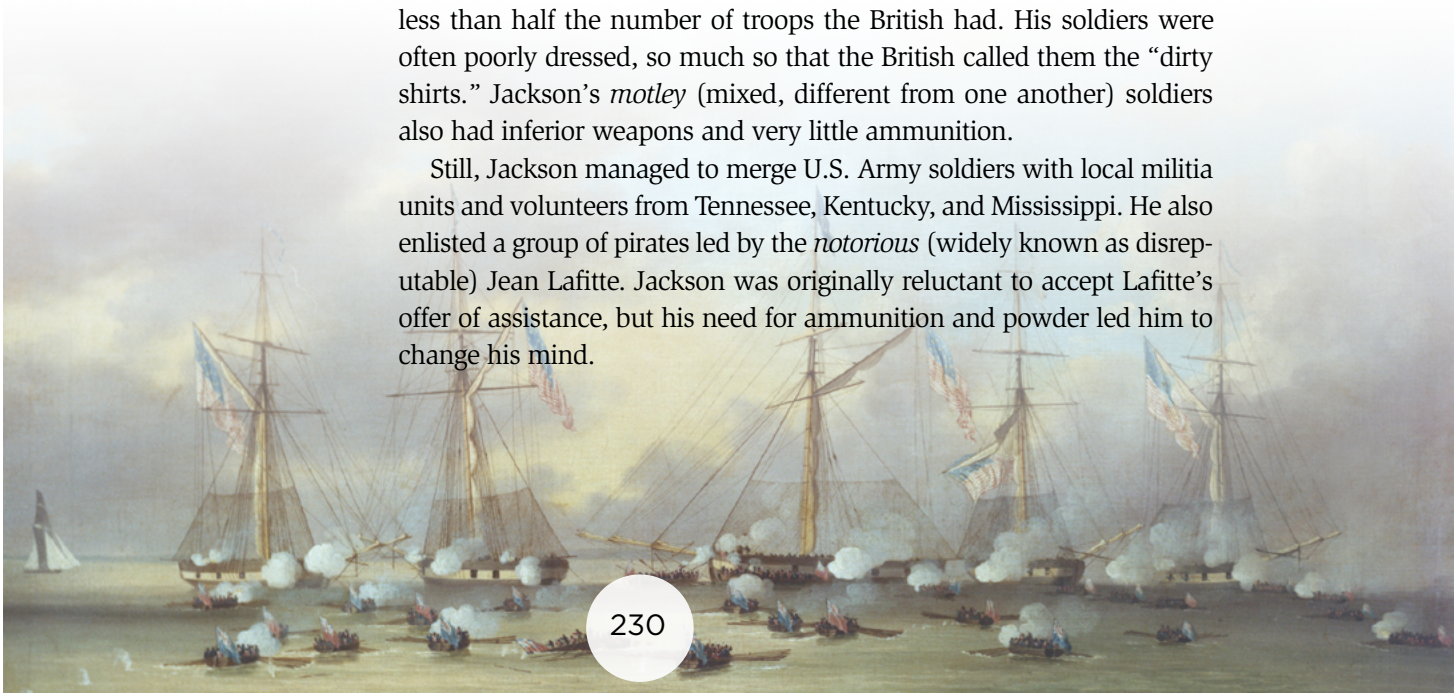 less than half the number of troops the British had. His soldiers were
often poorly dressed, so much so that the British called them the “dirty
shirts.” Jackson’s motley (mixed, different from one another) soldiers
also had inferior weapons and very little ammunition.
Still, Jackson managed to merge U.S. Army soldiers with local militia
units and volunteers from Tennessee, Kentucky, and Mississippi. He also
enlisted a group of pirates led by the notorious (widely known as disrep-
utable) Jean Lafitte. Jackson was originally reluctant to accept Lafitte’s
offer of assistance, but his need for ammunition and powder led him to
change his mind.
230